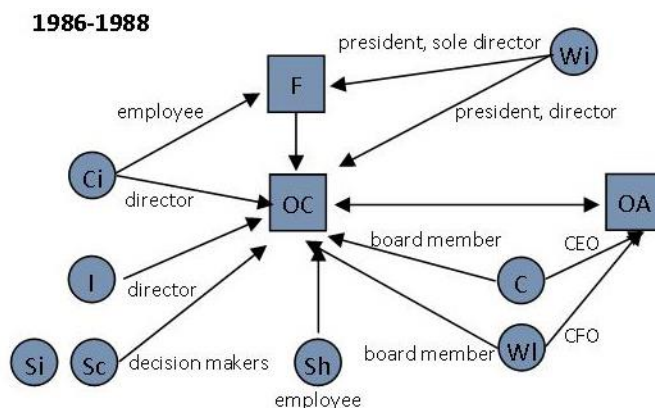 1986-1988
president, sole director
Wi
F
employee
president, director
Ci
director
OC
OA
board member
CEO
I
director
C
Si
Sc
decision makers
Sh
board member
Wl
CFO
employee